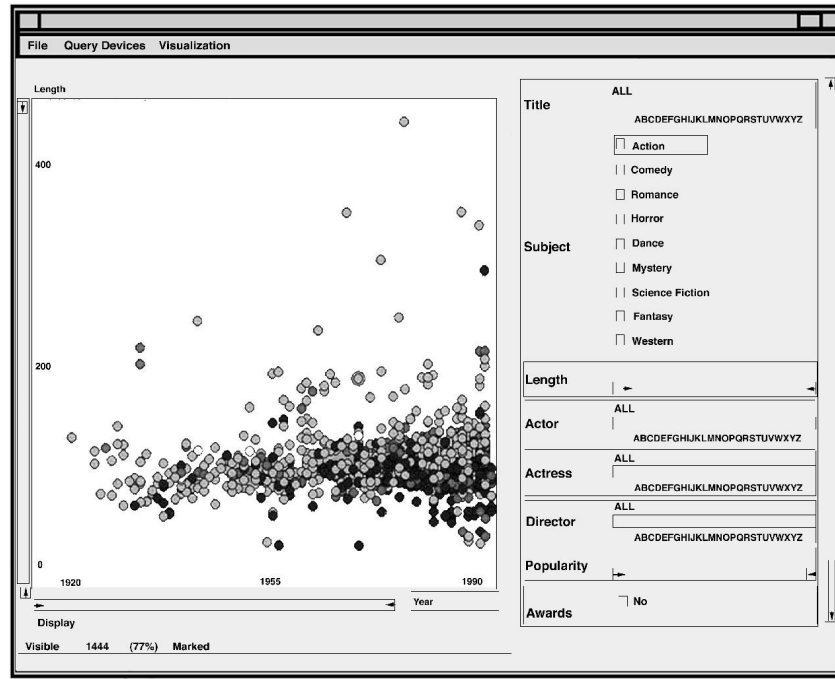 File Query Devices Visualization
Length
400
200
0
1920 1955 1990
Year
Display
Visible 1444 (77%) Marked
Title
ALL
ABCDEFGHIJKLMNOPQRSTUVWXYZ
Subject
Action
Comedy
Romance
Horror
Dance
Mystery
Science Fiction
Fantasy
Western
Length
Actor
ALL
ABCDEFGHIJKLMNOPQRSTUVWXYZ
Actress
ALL
ABCDEFGHIJKLMNOPQRSTUVWXYZ
Director
ALL
ABCDEFGHIJKLMNOPQRSTUVWXYZ
Popularity
Awards
No